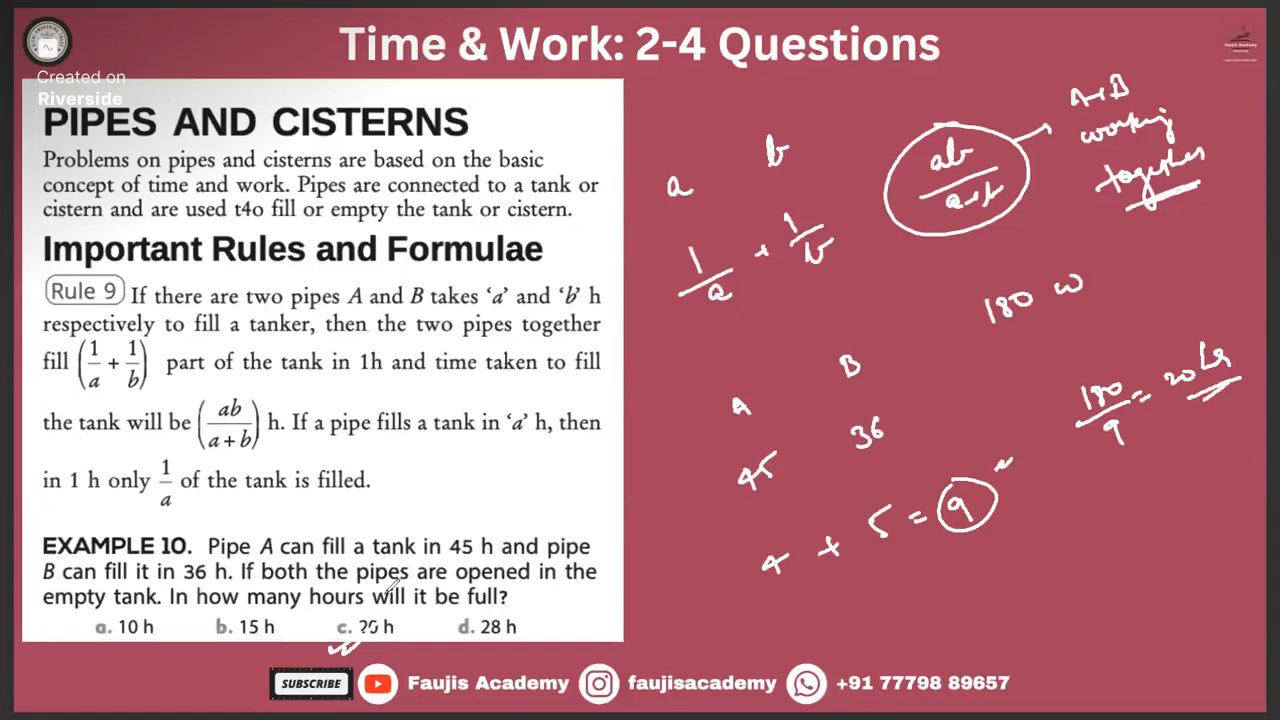 Time & Work: 2-4 Questions
Created on
Riverside
PIPES AND CISTERNS
Problems on pipes and cisterns are based on the basic
concept of time and work. Pipes are connected to a tank or
cistern and are used t4o fill or empty the tank or cistern.
Important Rules and Formulae
Rule 9 If there are two pipes A and B takes 'a' and 'b' h
respectively to fill a tanker, then the two pipes together
fill (1/a + 1/b) part of the tank in 1h and time taken to fill
the tank will be (ab/a+b) h. If a pipe fills a tank in 'a' h, then
in 1 h only 1/a of the tank is filled.
EXAMPLE 10. Pipe A can fill a tank in 45 h and pipe
B can fill it in 36 h. If both the pipes are opened in the
empty tank. In how many hours will it be full?
a. 10 h b. 15 h c. 20 h d. 28 h
a b
1/a + 1/b
ab/a+b
A+B
working
together
180 w
A B
45 36
4 + 5 = 9
180/9 = 20 hr
Faujis Academy
SUBSCRIBE Faujis Academy faujisacademy +91 77798 89657